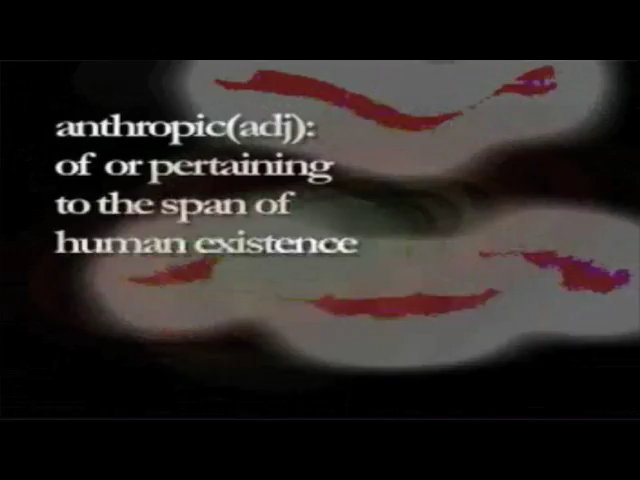 anthropic(adj):
of or pertaining
to the span of
human existence